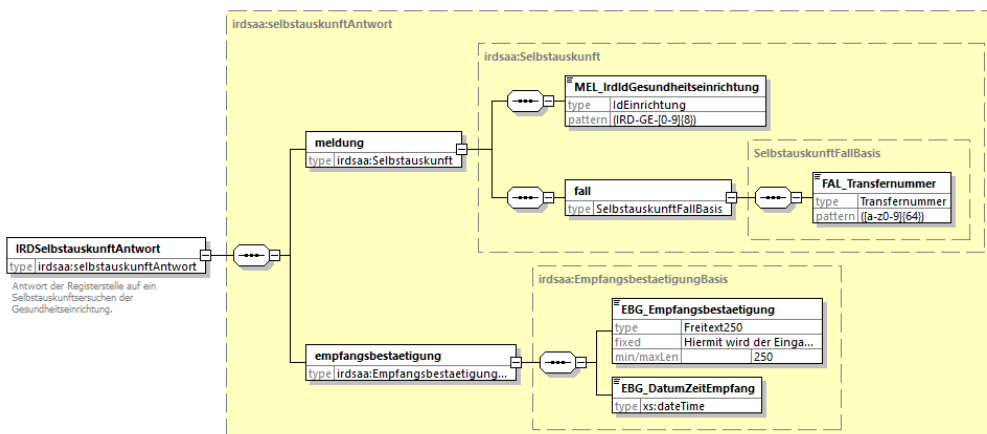 irdsaa:selbstauskunftAntwort
irdsaa:Selbstauskunft
MEL_IrdIdGesundheitseinrichtung
type IdEinrichtung
pattern (IRD-GE-[0-9]{8})
meldung
type irdsaa:Selbstauskunft
SelbstauskunftFallBasis
fall
type SelbstauskunftFallBasis
FAL_Transfernummer
type Transfernummer
pattern ([a-z0-9]{64})
IRDSelbstauskunftAntwort
type irdsaa:selbstauskunftAntwort
Antwort der Registerstelle auf ein
Selbstauskunftsersuchen der
Gesundheitseinrichtung.
irdsaa:EmpfangsbestaetigungBasis
EBG_Empfangsbestaetigung
type Freitext250
fixed Hiermit wird der Einga...
min/maxLen 250
empfangsbestaetigung
type irdsaa:Empfangsbestaetigung...
EBG_DatumZeitEmpfang
type xs:dateTime